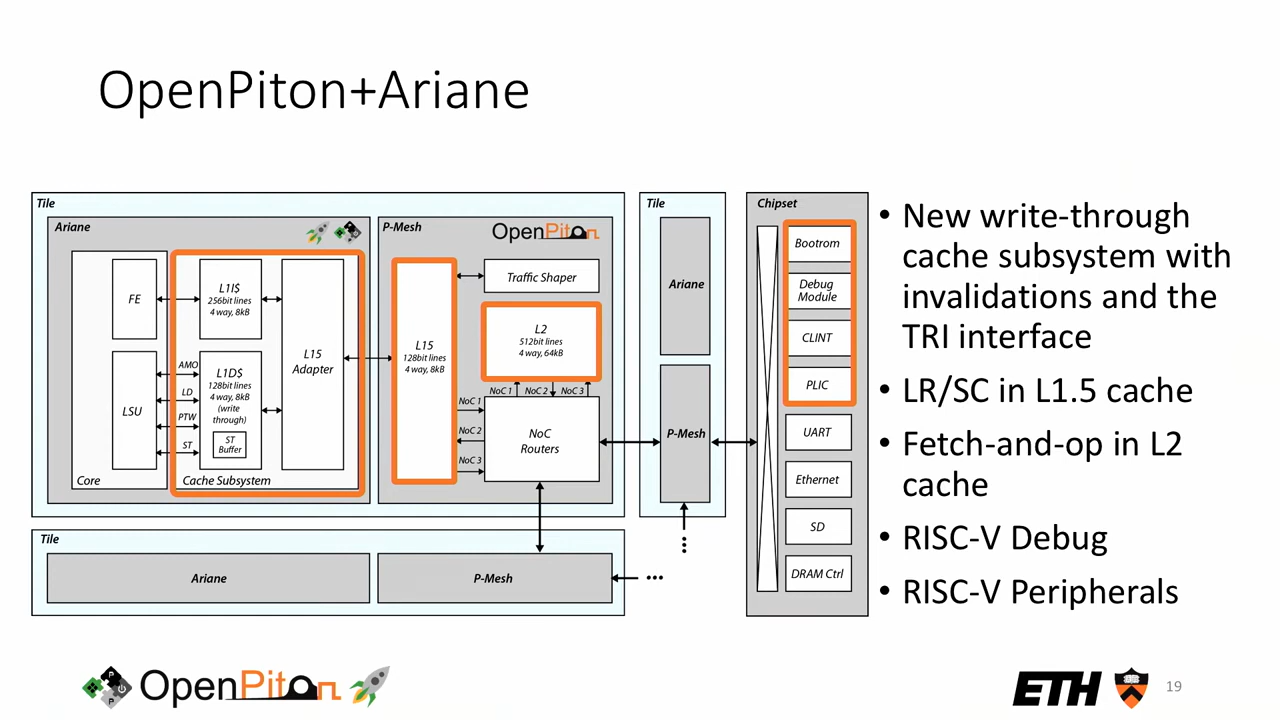 OpenPiton+Ariane
Tile
Ariane
FE
LSU
Core
AMO
LD
PTW
ST
L1I$
256bit lines
4 way, 8kB
L1D$
128bit lines
4 way, 8kB
(write
through)
ST
Buffer
L15
Adapter
Cache Subsystem
P-Mesh
OpenPiton
L15
128bit lines
4 way, 8kB
Traffic Shaper
L2
512bit lines
4 way, 64kB
NoC 1
NoC 2
NoC 3
NoC 1
NoC 2
NoC 3
NoC
Routers
Tile
Ariane
P-Mesh
Tile
Ariane
P-Mesh
Chipset
Bootrom
Debug
Module
CLINT
PLIC
UART
Ethernet
SD
DRAM Ctrl
• New write-through
cache subsystem with
invalidations and the
TRI interface
• LR/SC in L1.5 cache
• Fetch-and-op in L2
cache
• RISC-V Debug
• RISC-V Peripherals
OpenPiton
ETH
19